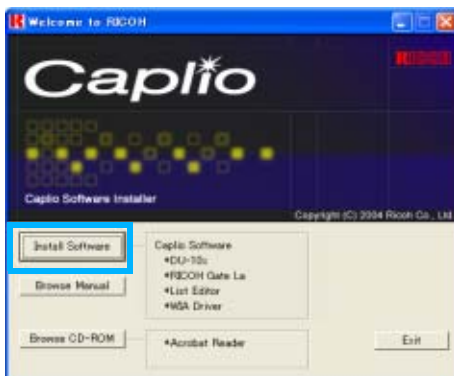 Welcome to RICOH
RICOH
Caplio
Caplio Software Installer
Copyright (C) 2004 Ricoh Co., Ltd
Install Software
Caplio Software
*DU-10x
*RICOH Gate La
*List Editor
*WIA Driver
Browse Manual
Browse CD-ROM
*Acrobat Reader
Exit